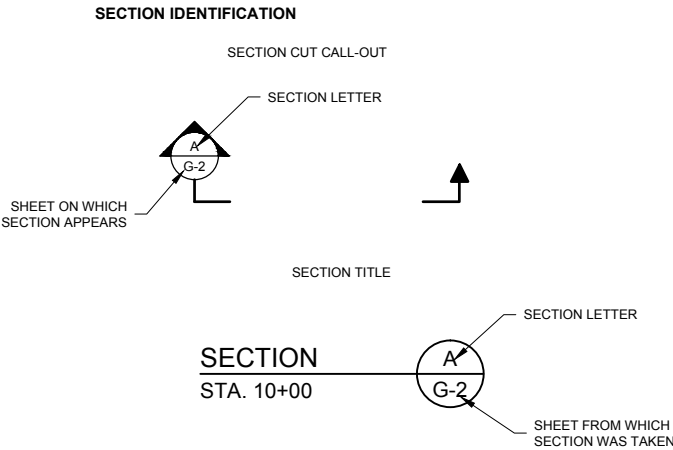 SECTION IDENTIFICATION
SECTION CUT CALL-OUT
SECTION LETTER
A
G-2
SHEET ON WHICH
SECTION APPEARS
SECTION TITLE
SECTION LETTER
SECTION
A
STA. 10+00
G-2
SHEET FROM WHICH
SECTION WAS TAKEN